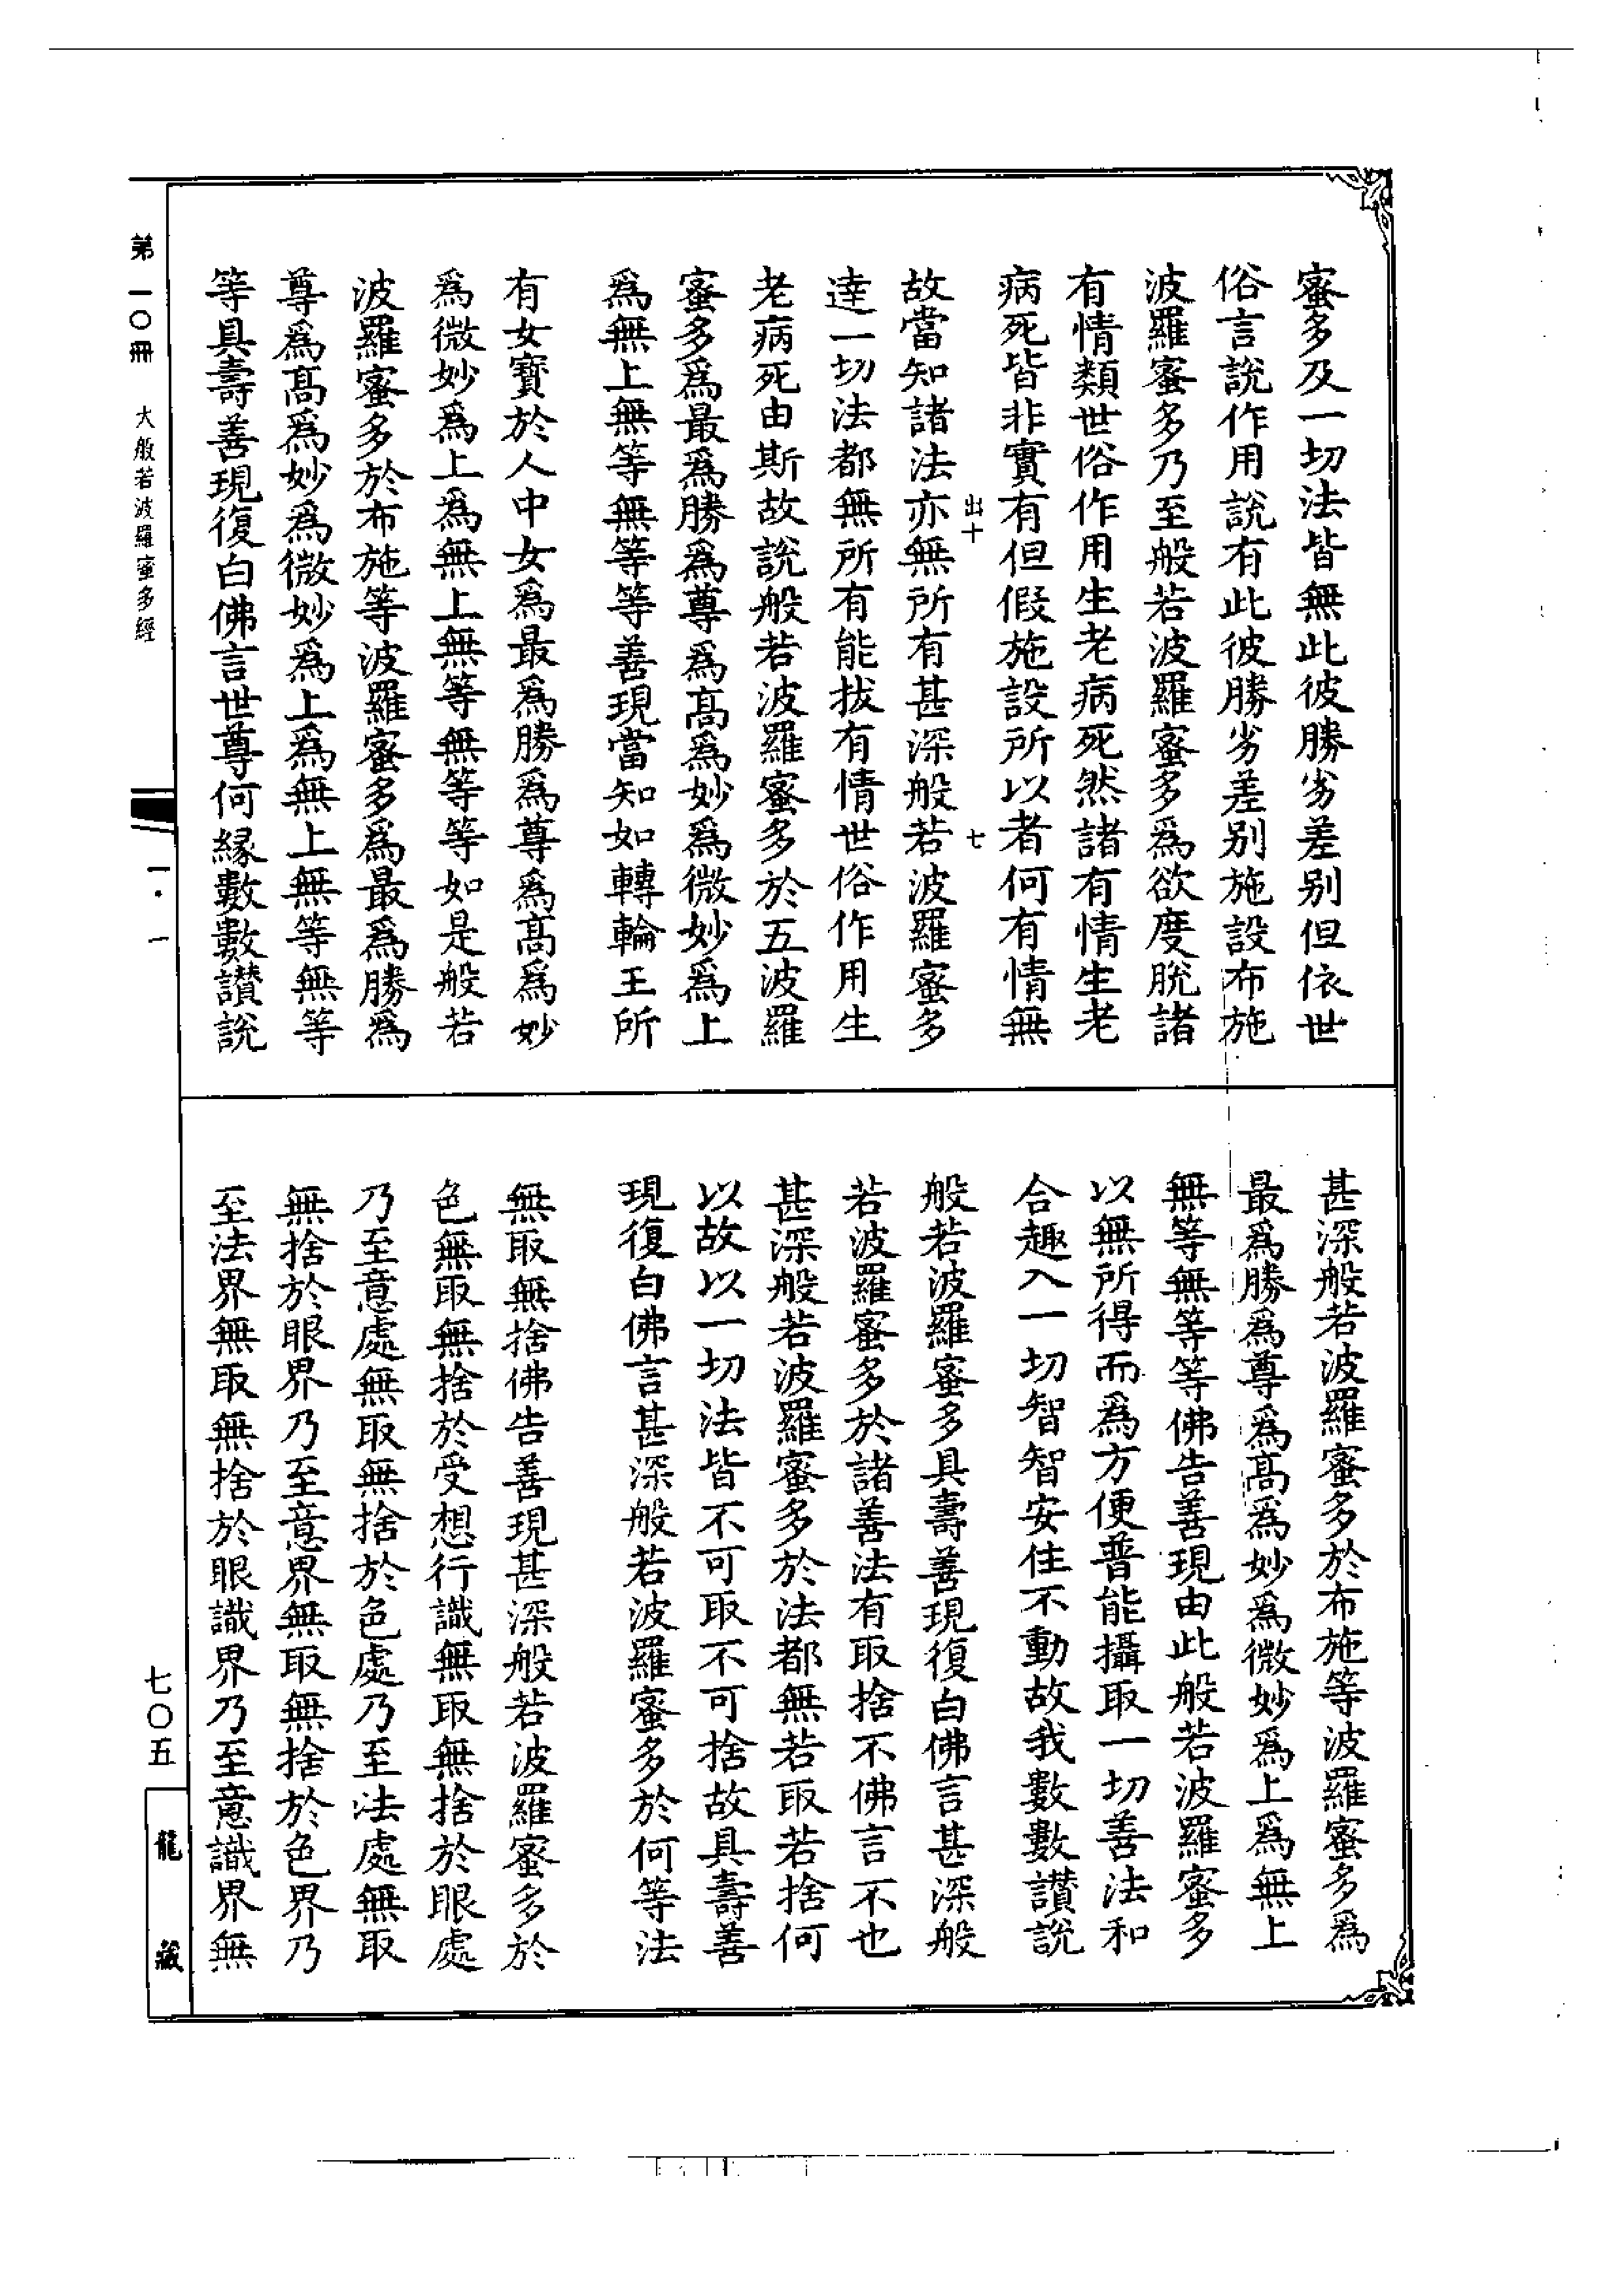 蜜多及一切法皆無此彼勝劣差别但依世
俗言說作用說有此彼勝劣差别施設布施
波羅蜜多乃至般若波羅蜜多爲欲度脫諸
有情類世俗作用生老病死然諸有情生老
病死皆非實有但假施設所以者何有情無
出十 七
故當知諸法亦無所有甚深般若波羅蜜多
達一切法都無所有能拔有情世俗作用生
老病死由斯故說般若波羅蜜多於五波羅
蜜多爲最爲勝爲尊爲髙爲妙爲微妙爲上
爲無上無等無等等善現當知如轉輪王所
有女寳於人中女爲最爲勝爲尊爲髙爲妙
爲微妙爲上爲無上無等無等等如是般若
波羅蜜多於布施等波羅蜜多爲最爲勝爲
尊爲髙爲妙爲微妙爲上爲無上無等無等
等具壽善現復白佛言世尊何緣數數讃說
甚深般若波羅蜜多於布施等波羅蜜多爲
最爲勝爲尊爲髙爲妙爲微妙爲上爲無上
無等無等等佛告善現由此般若波羅蜜多
以無所得而爲方便普能攝取一切善法和
合趣入一切智智安住不動故我數數讃說
般若波羅蜜多具壽善現復白佛言甚深般
若波羅蜜多於諸善法有取捨不佛言不也
甚深般若波羅蜜多於法都無若取若捨何
以故以一切法皆不可取不可捨故具壽善
現復白佛言甚深般若波羅蜜多於何等法
無取無捨佛告善現甚深般若波羅蜜多於
色無取無捨於受想行識無取無捨於眼處
乃至意處無取無捨於色處乃至法處無取
無捨於眼界乃至意界無取無捨於色界乃
至法界無取無捨於眼識界乃至意識界無
第一〇冊 大般若波羅蜜多經
一・一
七〇五
龍藏